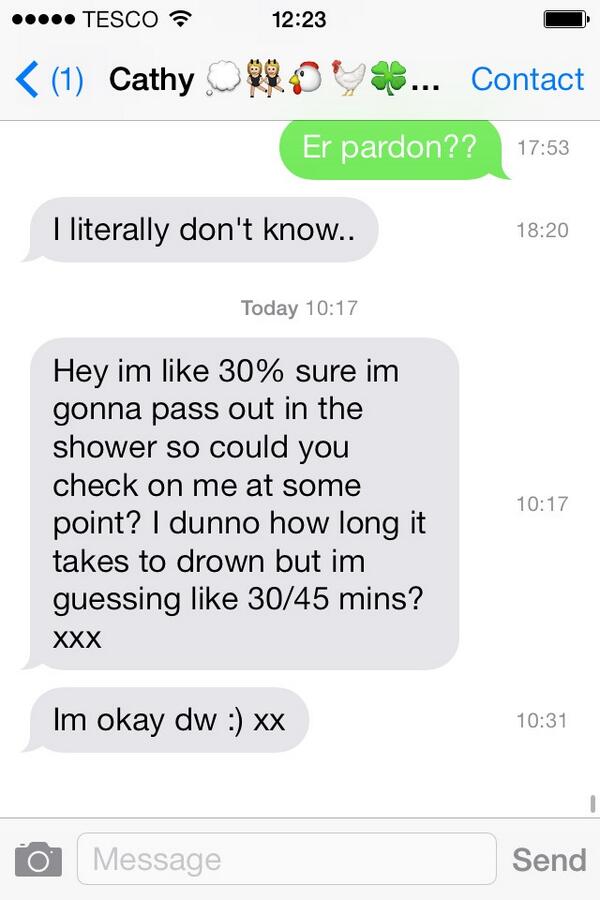 TESCO 12:23
(1) Cathy 💭👯🐔🐓🍀... Contact
Er pardon?? 17:53
I literally don't know.. 18:20
Today 10:17
Hey im like 30% sure im
gonna pass out in the
shower so could you
check on me at some
point? I dunno how long it
takes to drown but im
guessing like 30/45 mins?
xxx
10:17
Im okay dw :) xx 10:31
Message Send